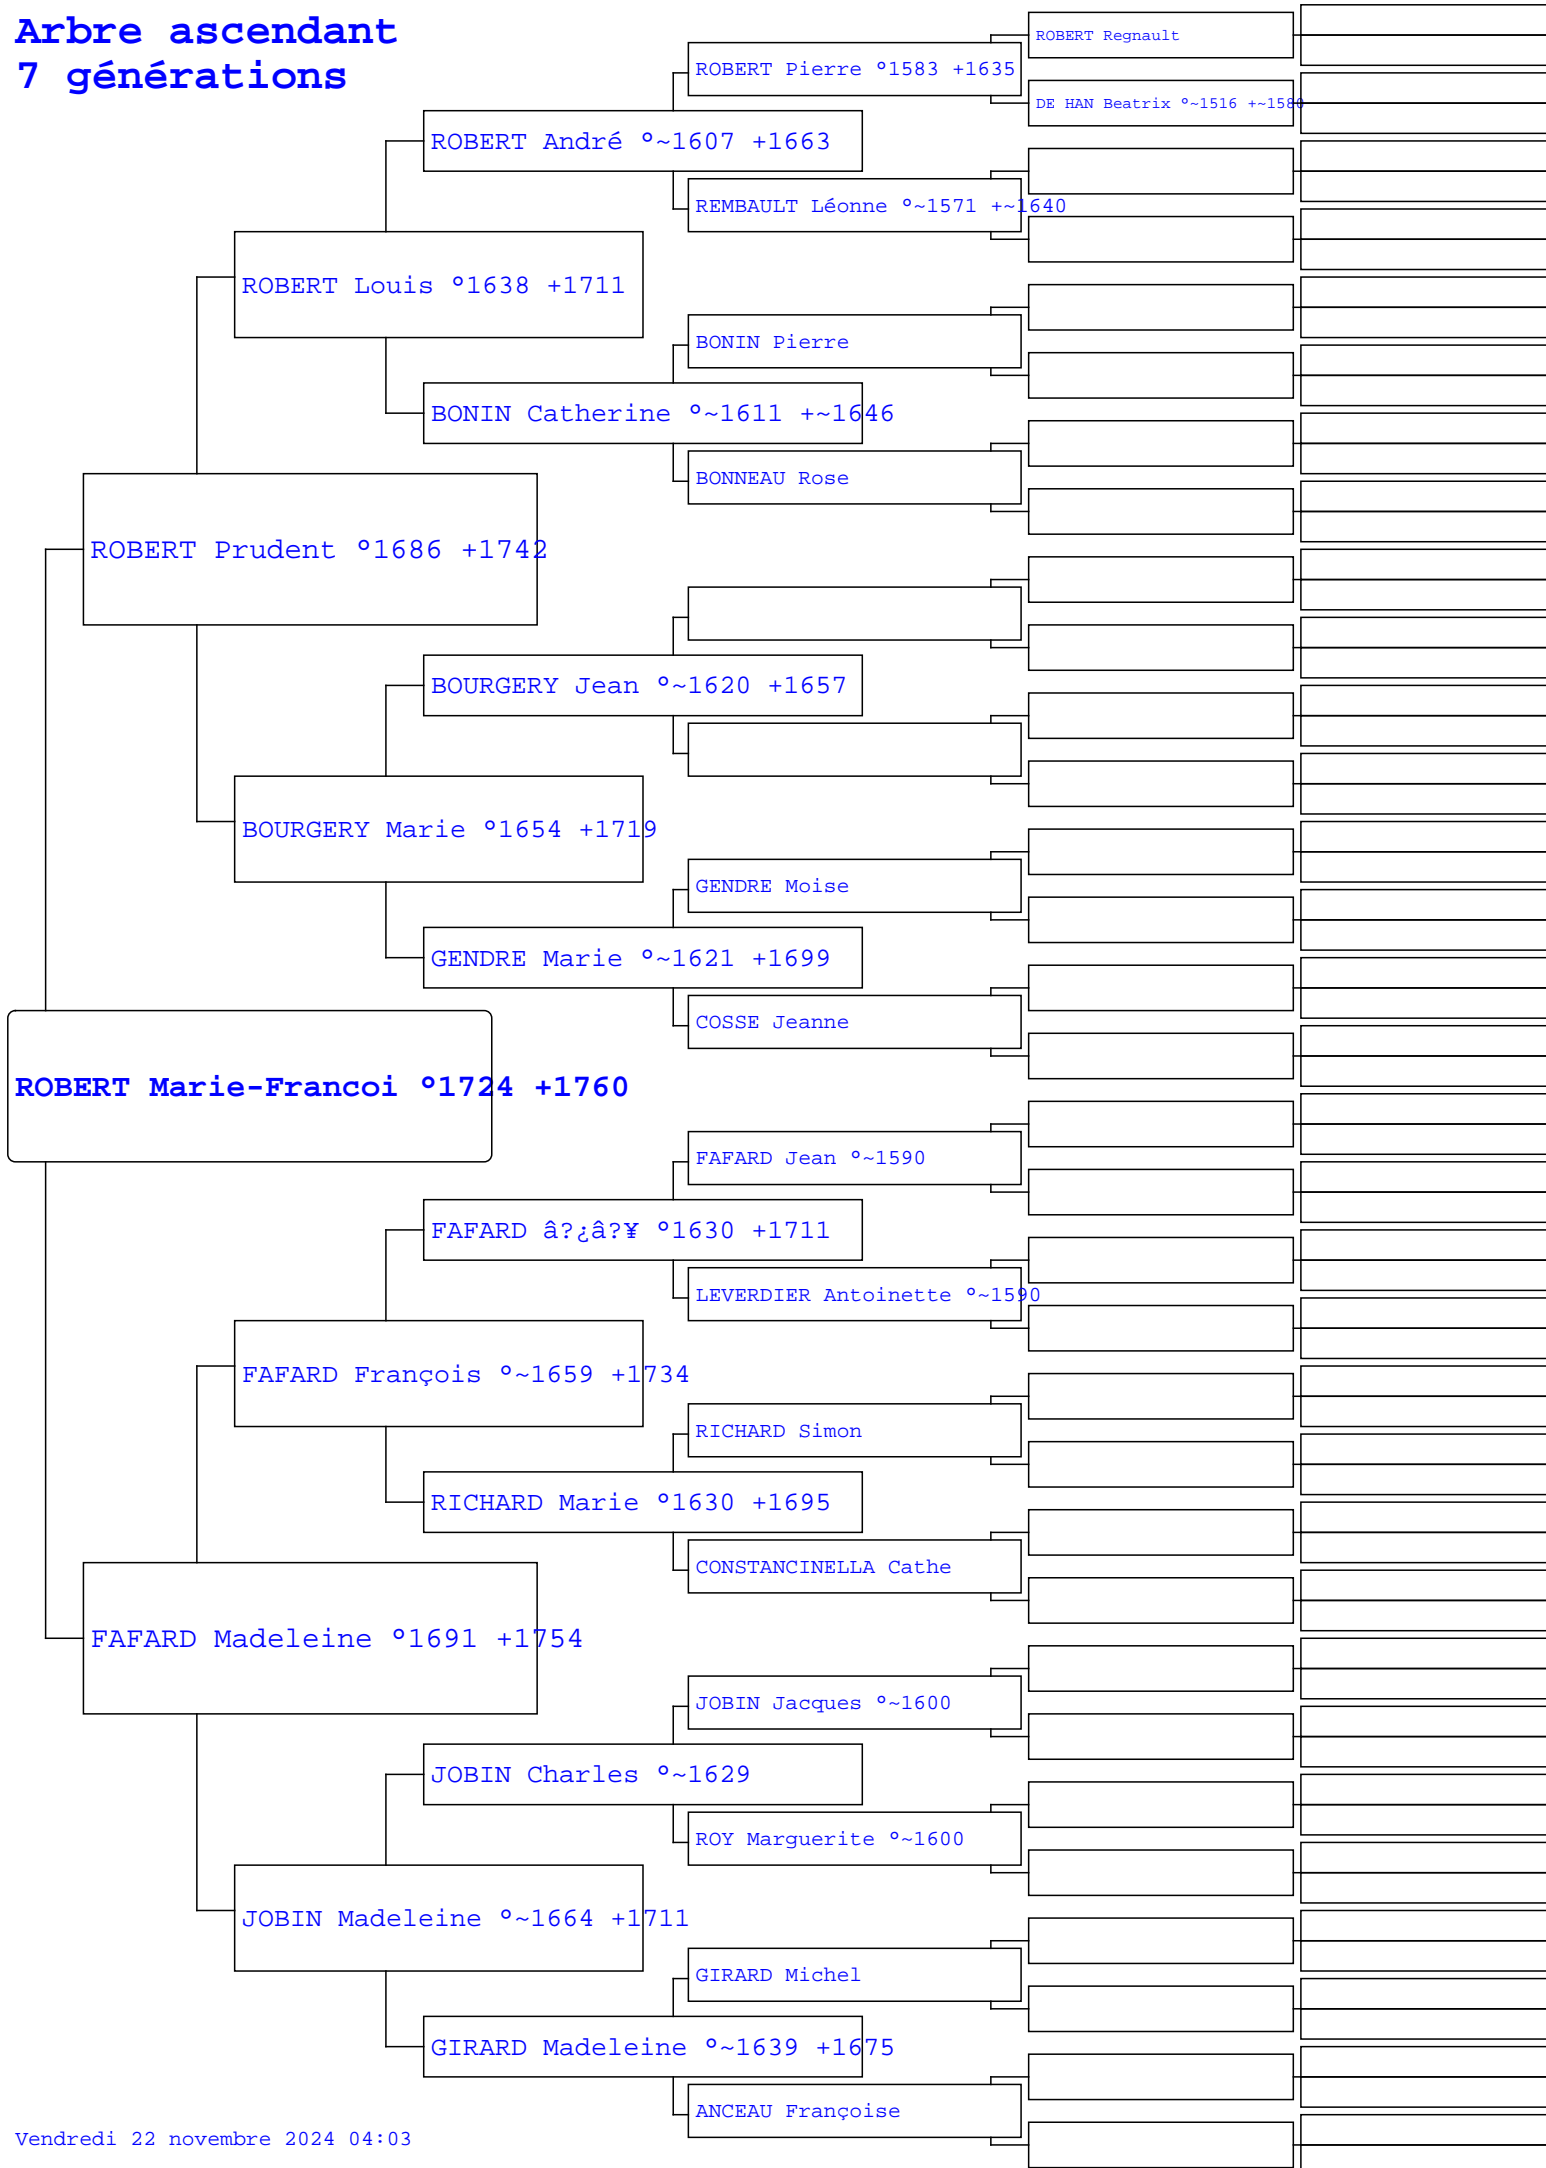 Arbre ascendant
7 générations
ROBERT Regnault
ROBERT Pierre °1583 +1635
DE HAN Beatrix °~1516 +~1580
ROBERT André °~1607 +1663
REMBAULT Léonne °~1571 +~1640
ROBERT Louis °1638 +1711
BONIN Pierre
BONIN Catherine °~1611 +~1646
BONNEAU Rose
ROBERT Prudent °1686 +1742
BOURGERY Jean °~1620 +1657
BOURGERY Marie °1654 +1719
GENDRE Moise
GENDRE Marie °~1621 +1699
COSSE Jeanne
ROBERT Marie-Francoi °1724 +1760
FAFARD Jean °~1590
FAFARD â?¿â?¥ °1630 +1711
LEVERDIER Antoinette °~1590
FAFARD François °~1659 +1734
RICHARD Simon
RICHARD Marie °1630 +1695
CONSTANCINELLA Cathe
FAFARD Madeleine °1691 +1754
JOBIN Jacques °~1600
JOBIN Charles °~1629
ROY Marguerite °~1600
JOBIN Madeleine °~1664 +1711
GIRARD Michel
GIRARD Madeleine °~1639 +1675
ANCEAU Françoise
Vendredi 22 novembre 2024 04:03